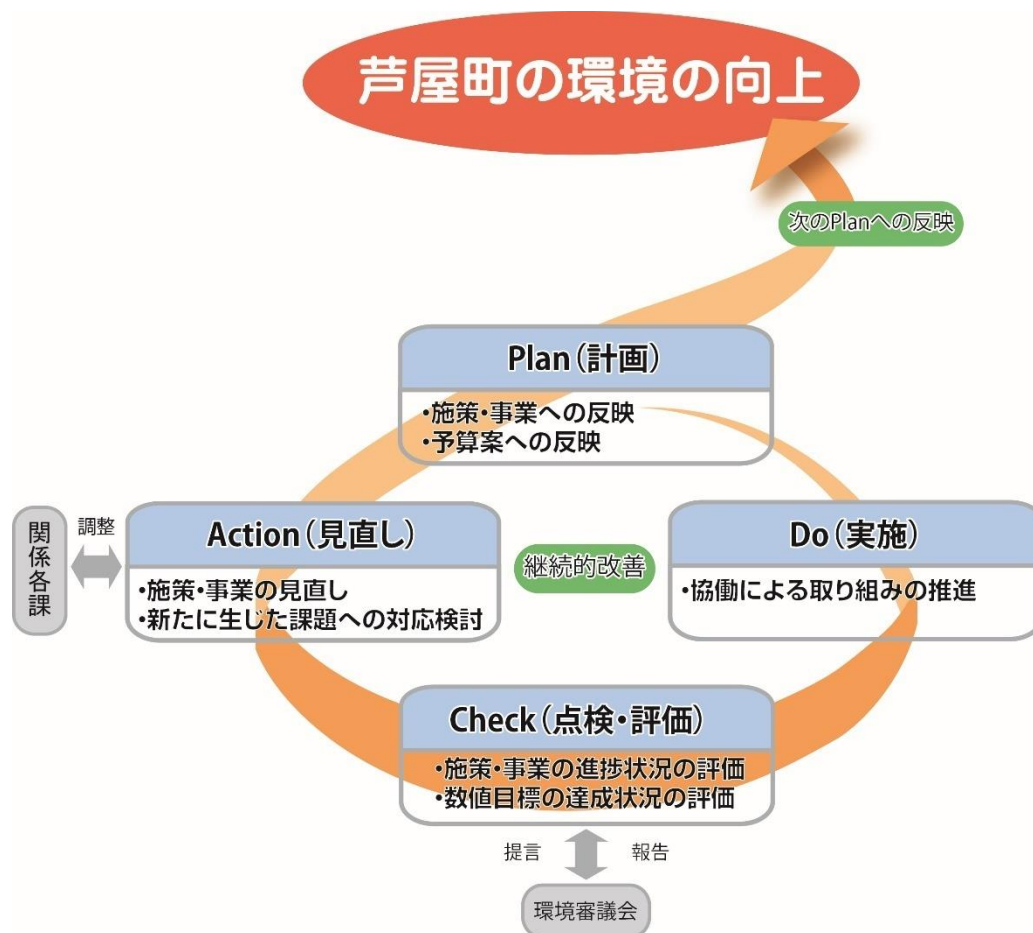 芦屋町の環境の向上
次のPlanへの反映
Plan(計画)
・施策・事業への反映
・予算案への反映
関係各課
調整
Action(見直し)
・施策・事業の見直し
・新たに生じた課題への対応検討
継続的改善
Do(実施)
・協働による取り組みの推進
Check(点検・評価)
・施策・事業の進捗状況の評価
・数値目標の達成状況の評価
提言
報告
環境審議会